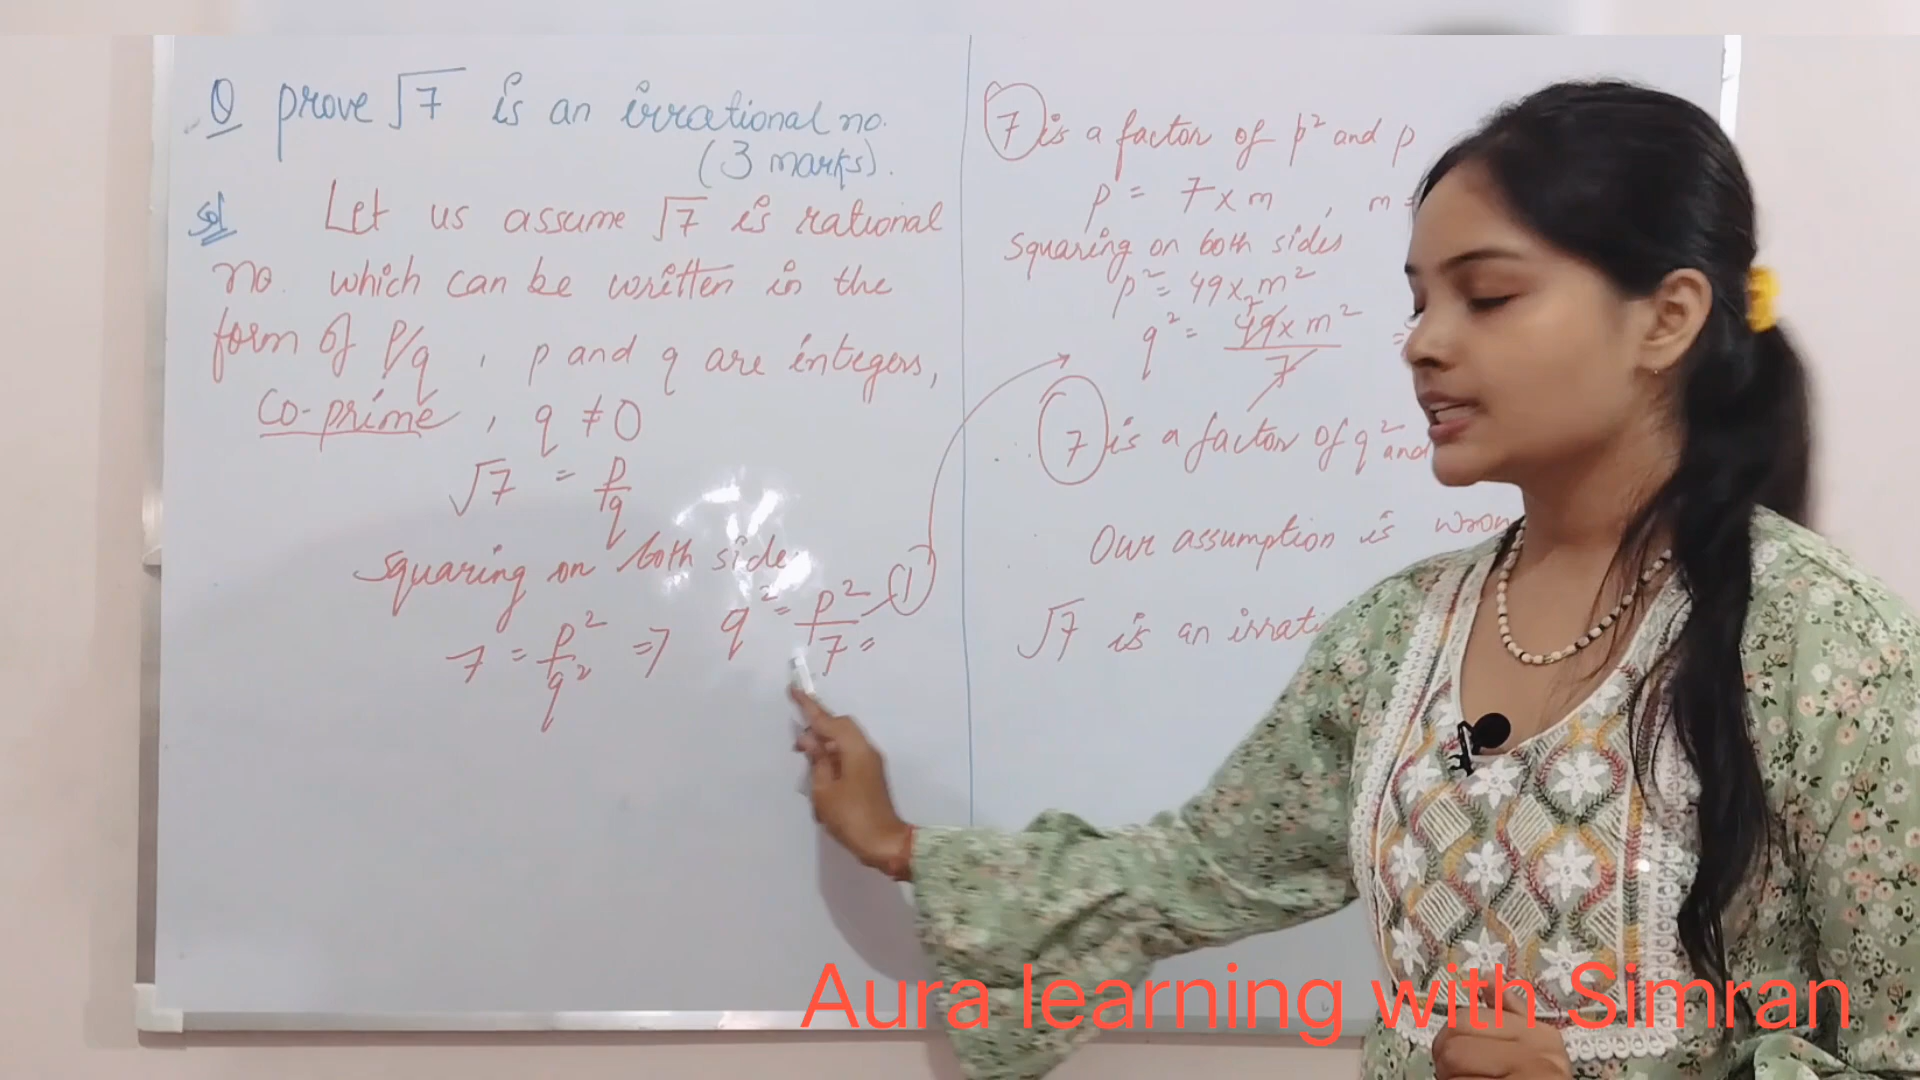 Q prove √7 is an irrational no.
(3 marks).
Sol Let us assume √7 is rational
no. which can be written in the
form of P/q, p and q are integers,
Co-prime, q ≠ 0
√7 = p/q
Squaring on both side
7 = p²/q² => q² = p²/7 = (1)
7 is a factor of p² and p
p = 7 x m , m =
Squaring on both sides
p² = 49 x m²
q² = 49 x m²/7 =
7 is a factor of q² and
Our assumption is
√7 is an
Aura learning with Simran